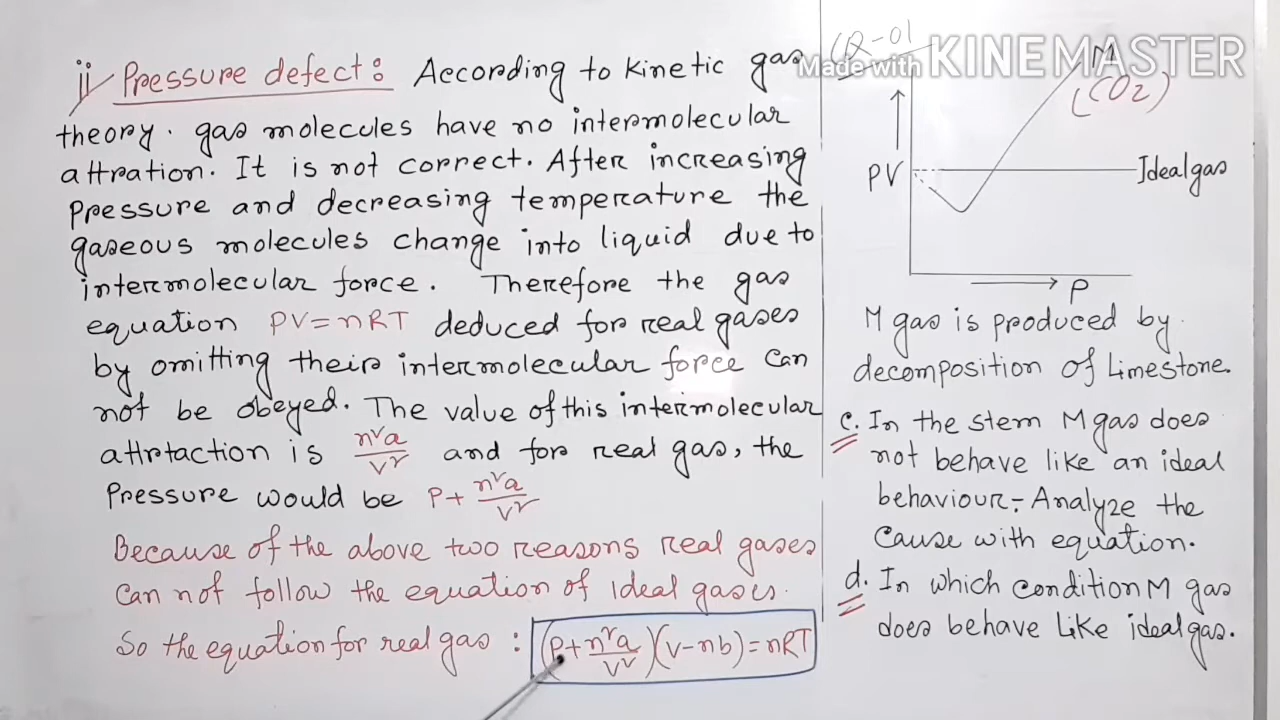 ii/ Pressure defect: According to kinetic gas
theory. gas molecules have no intermolecular
attration. It is not correct. After increasing
pressure and decreasing temperature the
gaseous molecules change into liquid due to
intermolecular force. Therefore the gas
equation PV=nRT deduced for real gases
by omitting their intermolecular force can
not be obeyed. The value of this intermolecular
attraction is n²a/v² and for real gas, the
Pressure would be P+ n²a/v²
Because of the above two reasons real gases
can not follow the equation of ideal gases.
So the equation for real gas : (P+ n²a/v²)(v-nb)=nRT
CQ-01
Made with KINEMASTER
M
(CO2)
PV
Ideal gas
P
M gas is produced by
decomposition of Limestone.
c. In the stem M gas does
not behave like an ideal
behaviour;- Analyze the
Cause with equation.
d. In which condition M gas
does behave like ideal gas.